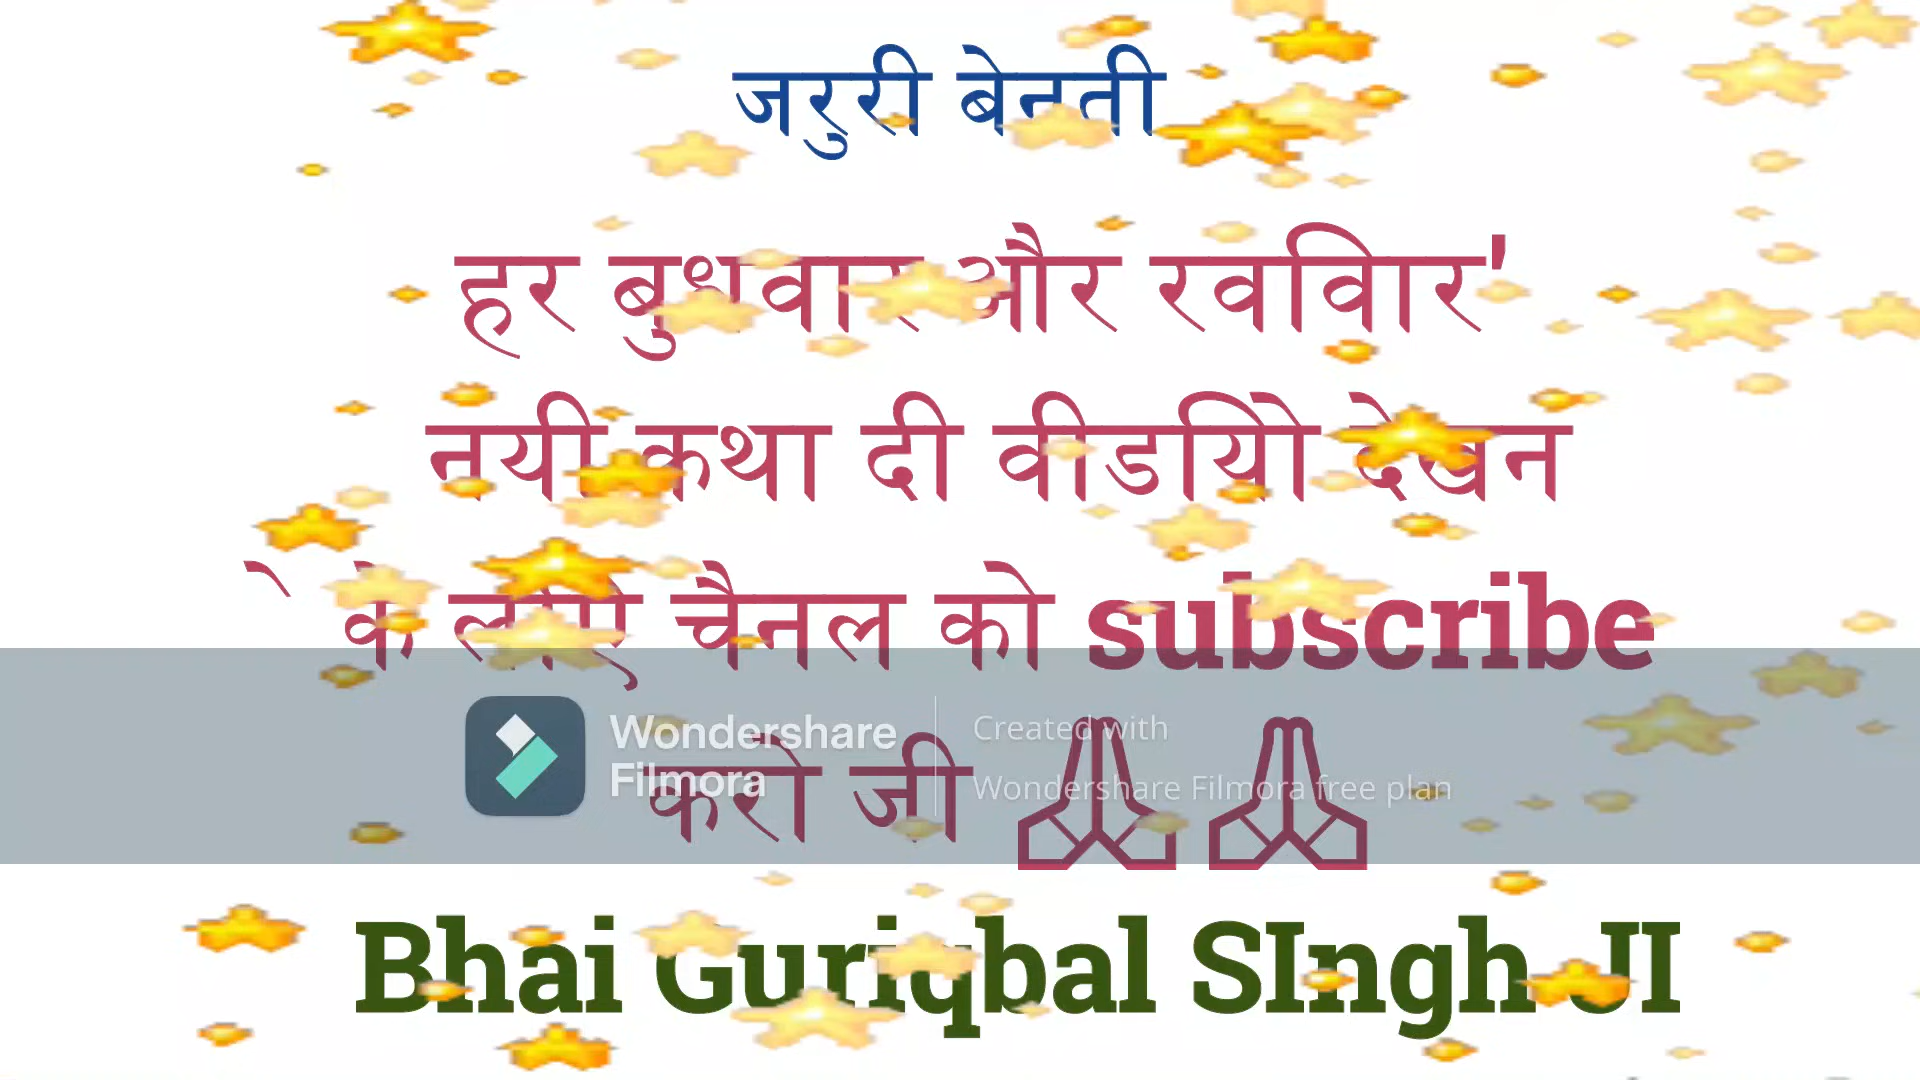 जरुरी बेनती
हर बुधवार और रविवार'
नयी कथा दी वीडियो देखन
े के लिए चैनल को subscribe
करो जी 🙏 🙏
Wondershare Filmora
Created with
Wondershare Filmora free plan
Bhai Guriqbal SIngh JI